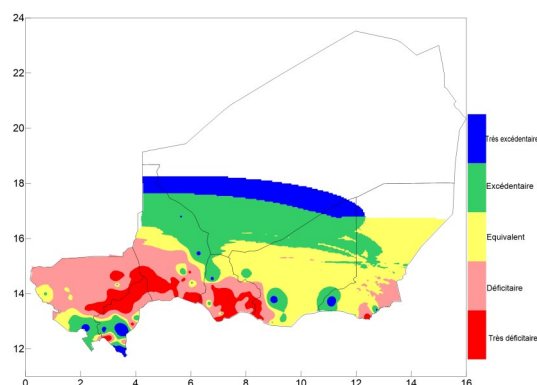 24
22
20
18
16
14
12
0 2 4 6 8 10 12 14 16
Très excédentaire
Excédentaire
Equivalent
Déficitaire
Très déficitaire